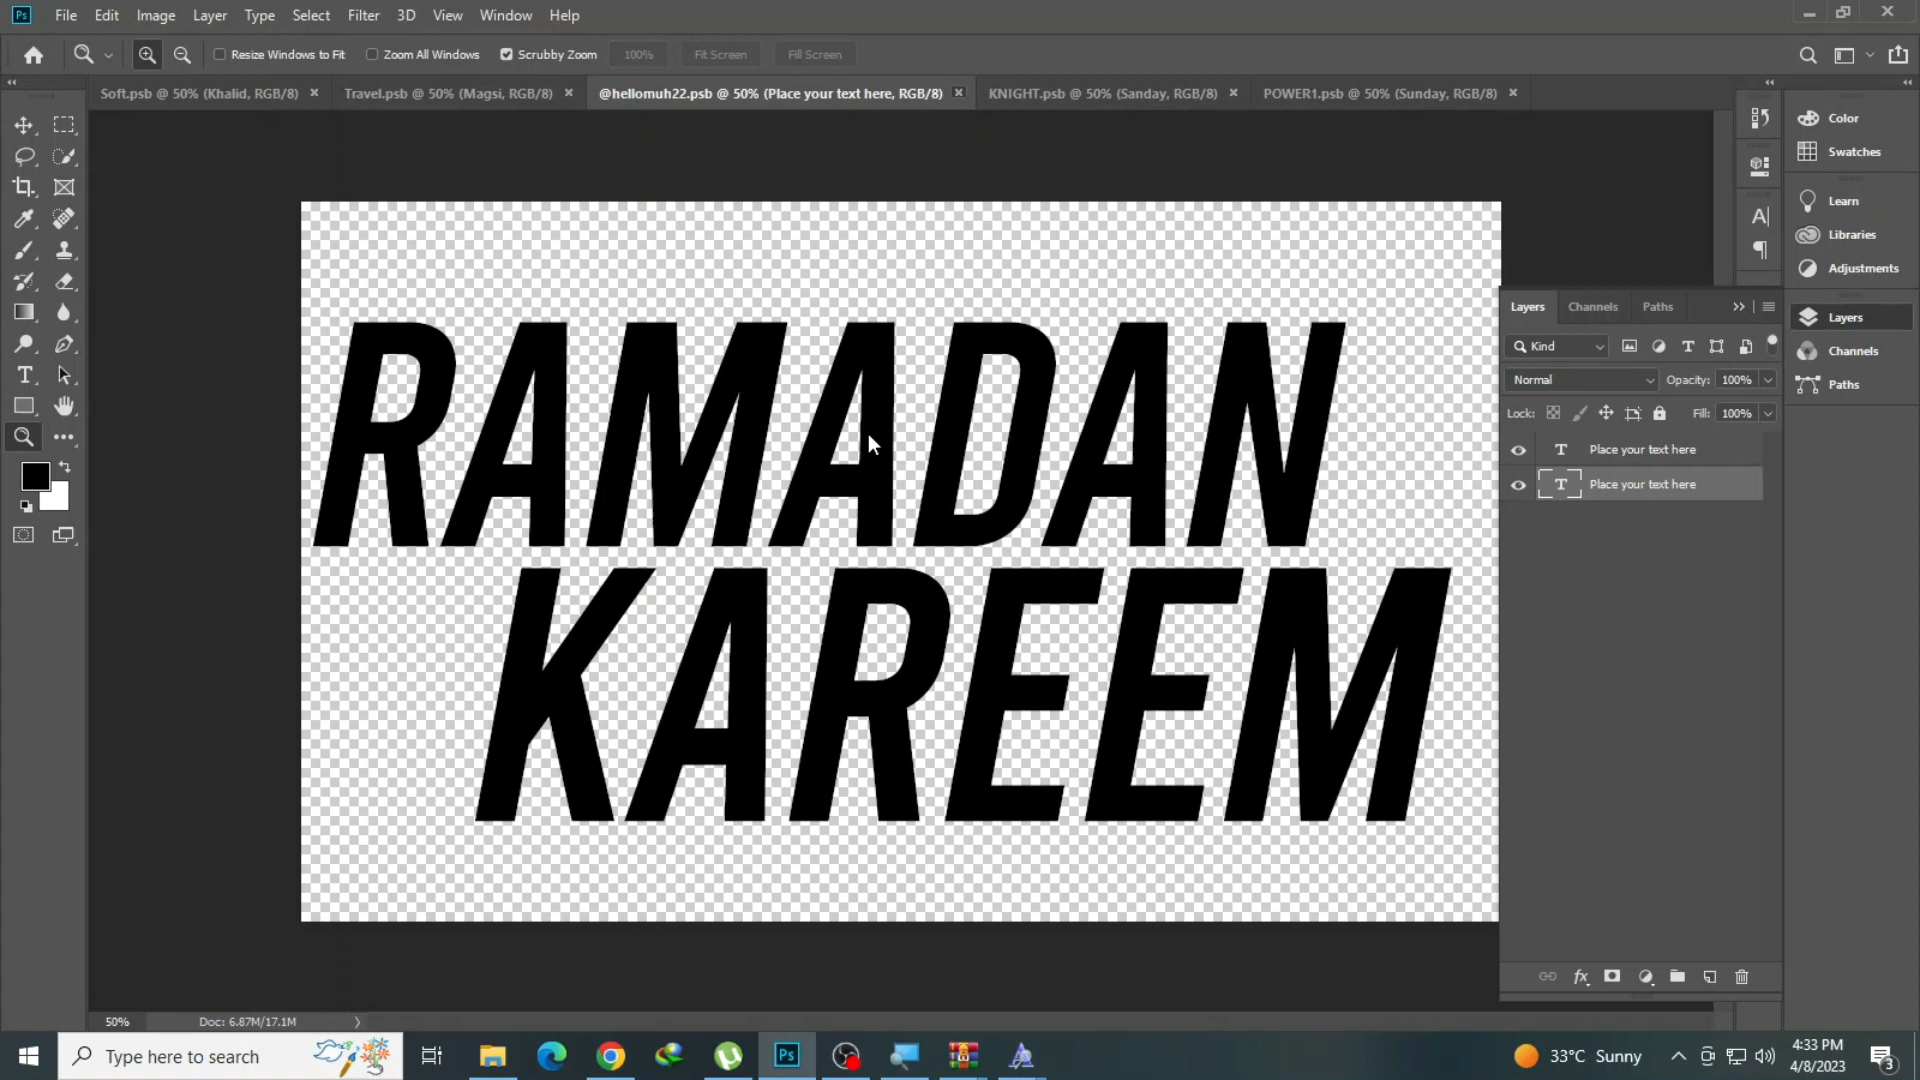 Ps File Edit Image Layer Type Select Filter 3D View Window Help
Resize Windows to Fit Zoom All Windows Scrubby Zoom 100% Fit Screen Fill Screen
Soft.psb @ 50% (Khalid, RGB/8) Travel.psb @ 50% (Magsi, RGB/8) @hellomuh22.psb @ 50% (Place your text here, RGB/8) KNIGHT.psb @ 50% (Sanday, RGB/8) POWER1.psb @ 50% (Sunday, RGB/8)
RAMADAN
KAREEM
Color
Swatches
Learn
Libraries
Adjustments
Layers
Channels
Paths
Layers Channels Paths
Kind
Normal Opacity: 100%
Lock: Fill: 100%
Place your text here
Place your text here
50% Doc: 6.87M/17.1M
Type here to search
Ps
33°C Sunny
4:33 PM
4/8/2023
3